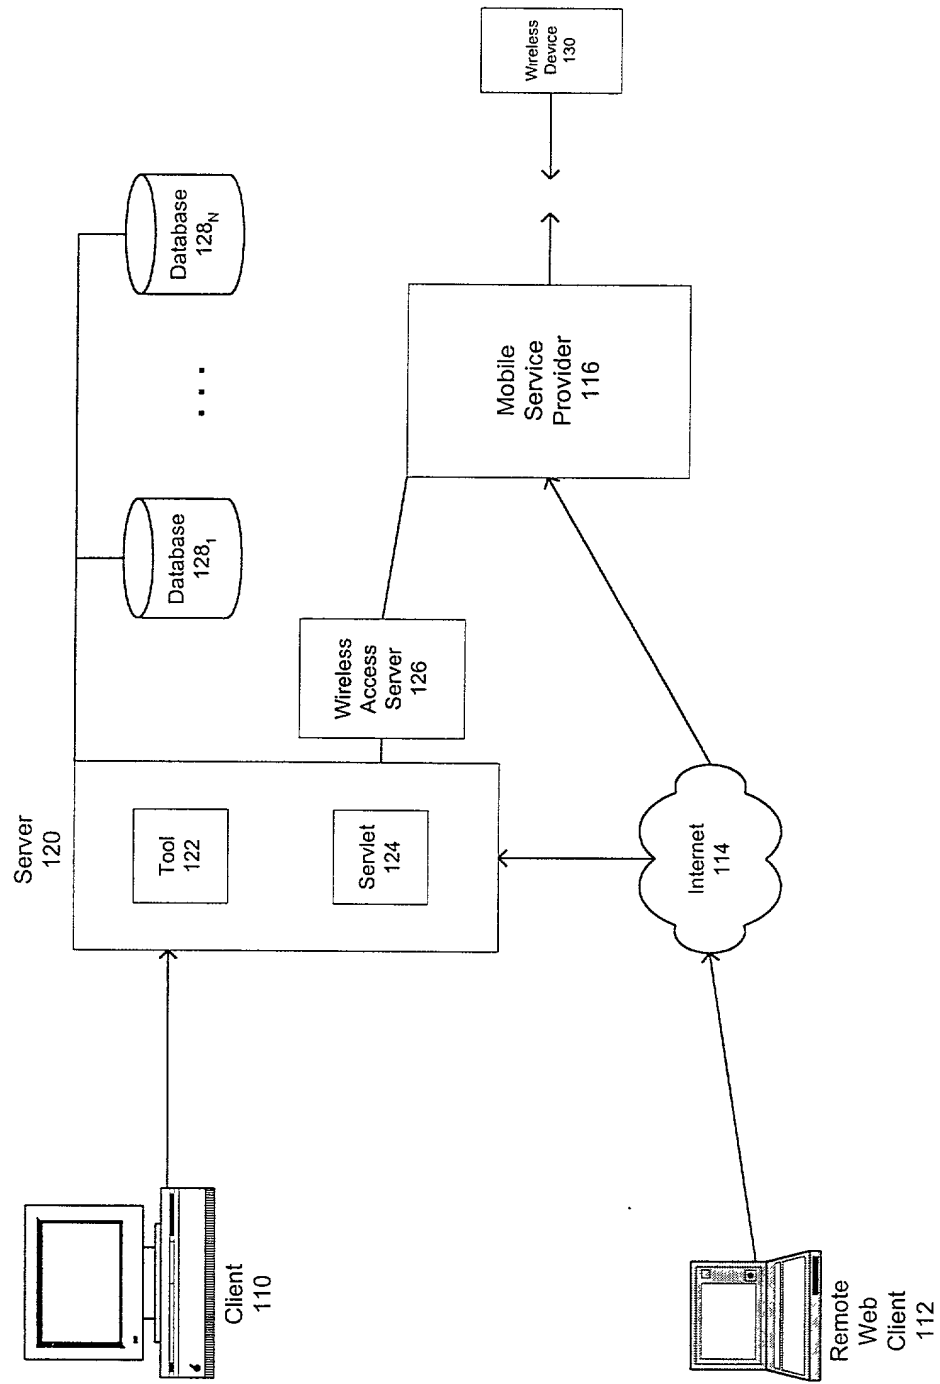 Server
120
Tool
122
Servlet
124
Database
128₁
Database
128ₙ
Wireless
Access
Server
126
Mobile
Service
Provider
116
Wireless
Device
130
Client
110
Internet
114
Remote
Web
Client
112